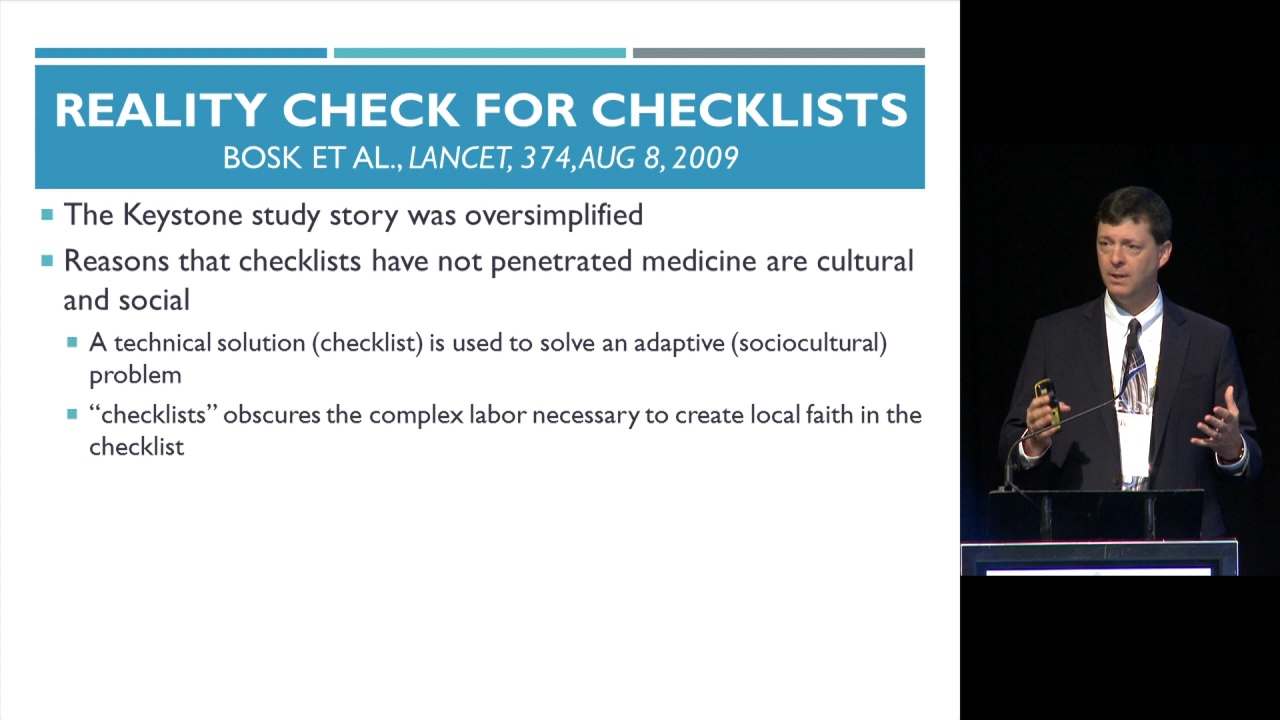 REALITY CHECK FOR CHECKLISTS
BOSK ET AL., LANCET, 374,AUG 8, 2009
The Keystone study story was oversimplified
Reasons that checklists have not penetrated medicine are cultural
and social
A technical solution (checklist) is used to solve an adaptive (sociocultural)
problem
“checklists” obscures the complex labor necessary to create local faith in the
checklist